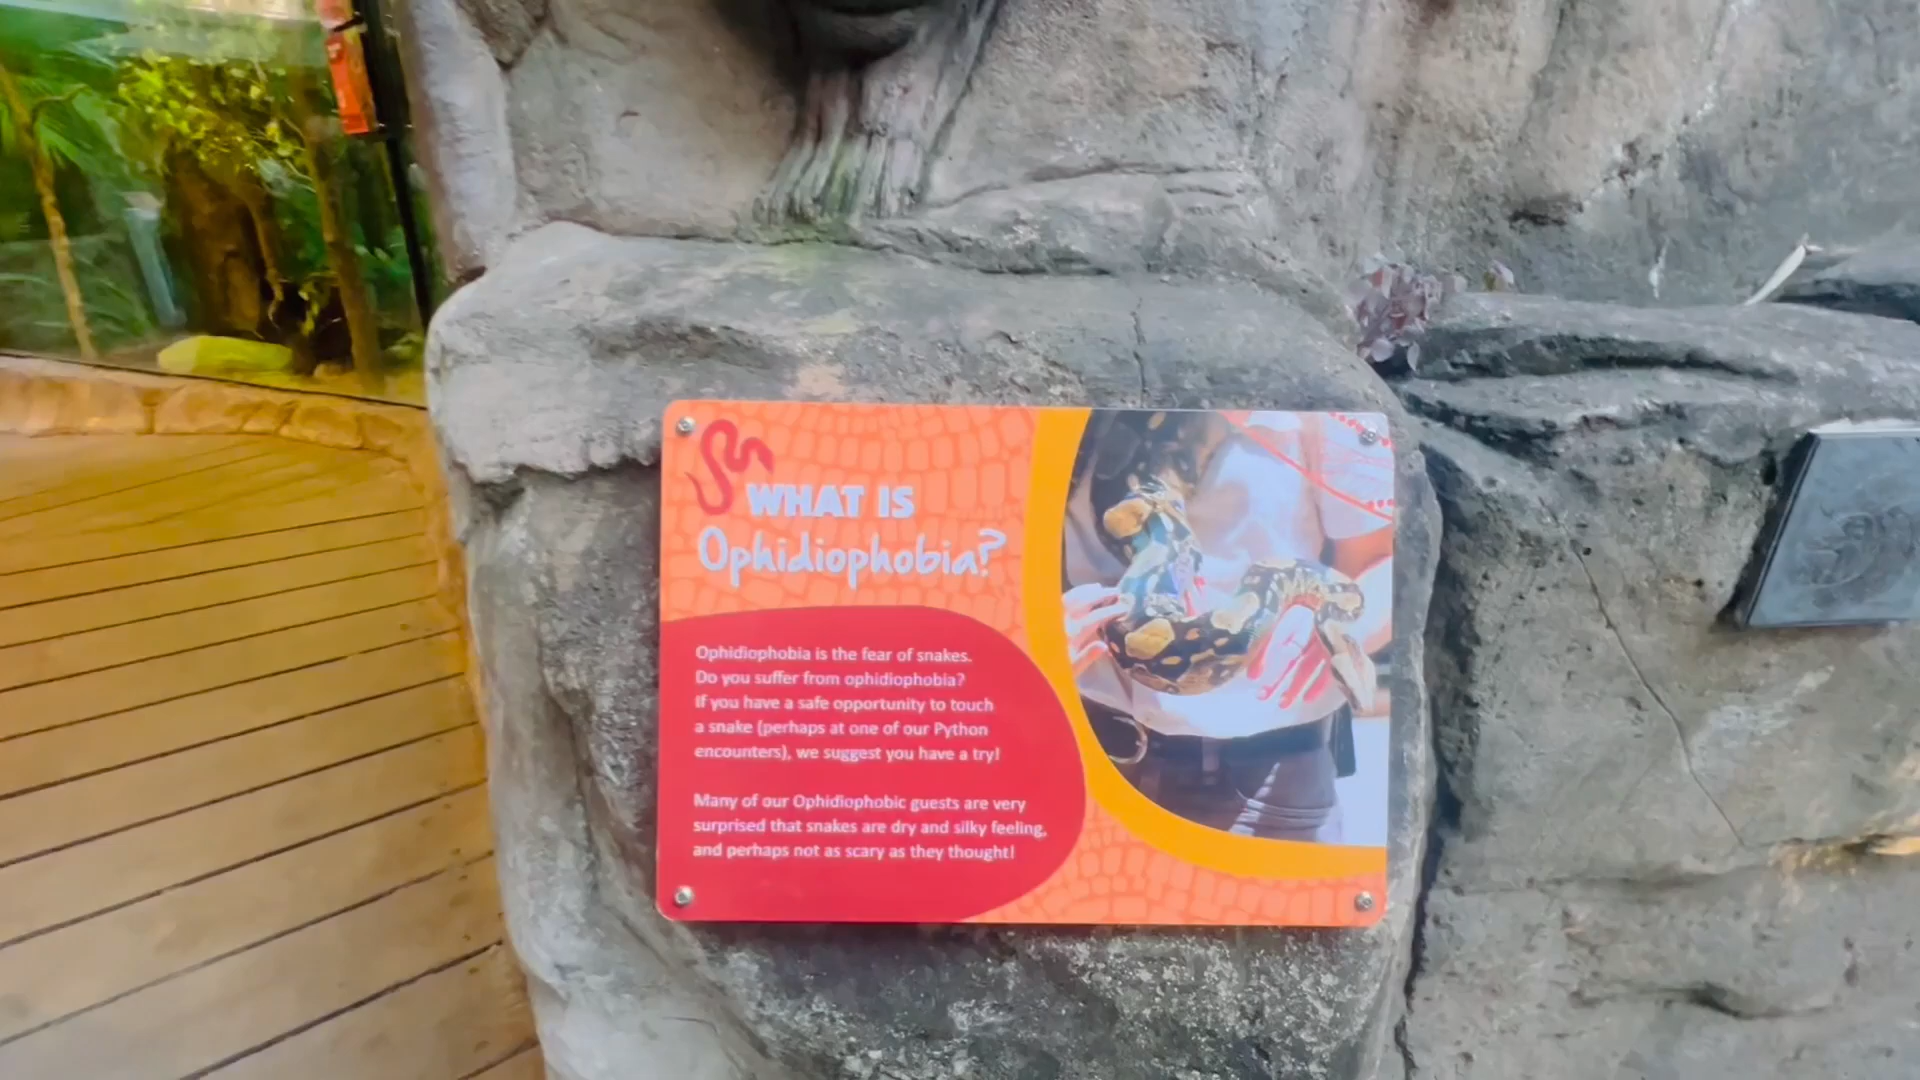 WHAT IS
Ophidiophobia?
Ophidiophobia is the fear of snakes.
Do you suffer from ophidiophobia?
If you have a safe opportunity to touch
a snake (perhaps at one of our Python
encounters), we suggest you have a try!
Many of our Ophidiophobic guests are very
surprised that snakes are dry and silky feeling,
and perhaps not as scary as they thought!